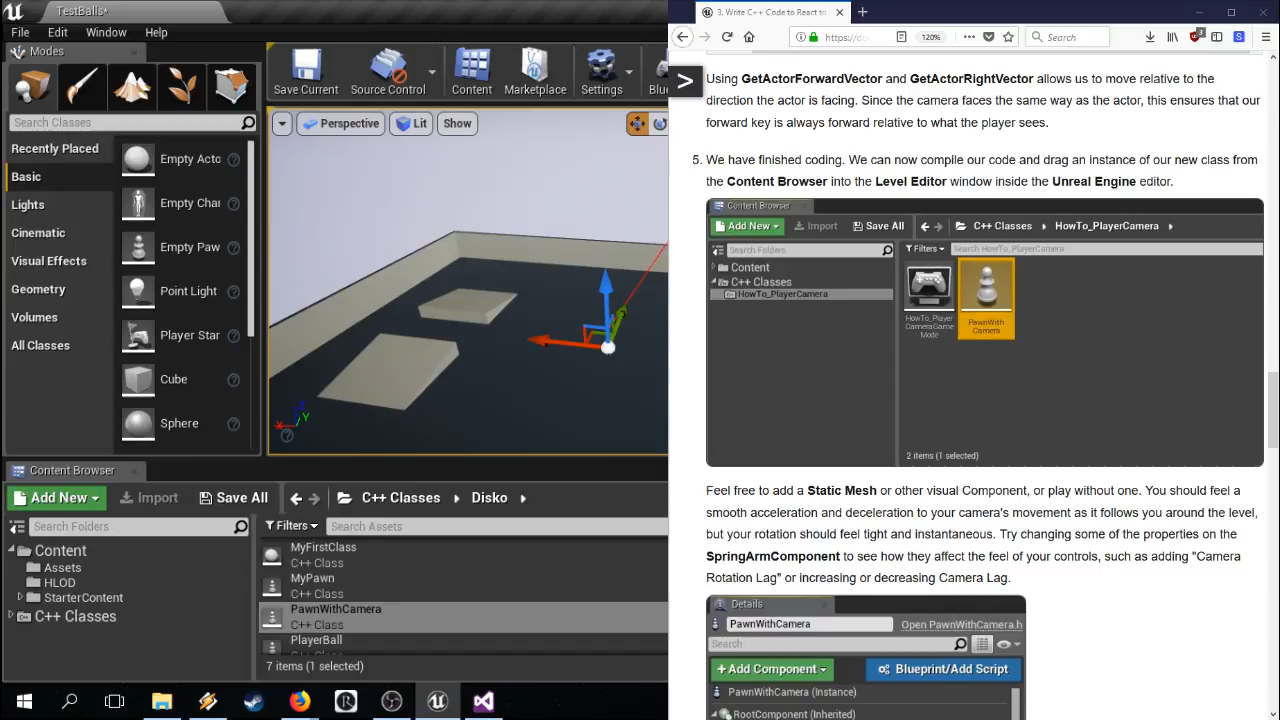 TestBalls*
File Edit Window Help
Modes
Search Classes
Recently Placed
Basic
Lights
Cinematic
Visual Effects
Geometry
Volumes
All Classes
Empty Acto
Empty Char
Empty Paw
Point Light
Player Star
Cube
Sphere
Save Current
Source Control
Content
Marketplace
Settings
Perspective
Lit
Show
X
Y
Z
Content Browser
Add New
Import
Save All
C++ Classes
Disko
Search Folders
Filters
Search Assets
Content
Assets
HLOD
StarterContent
C++ Classes
MyFirstClass
C++ Class
MyPawn
C++ Class
PawnWithCamera
C++ Class
PlayerBall
7 items (1 selected)
3. Write C++ Code to React to
https://do
120%
Search
Using GetActorForwardVector and GetActorRightVector allows us to move relative to the
direction the actor is facing. Since the camera faces the same way as the actor, this ensures that our
forward key is always forward relative to what the player sees.
5. We have finished coding. We can now compile our code and drag an instance of our new class from
the Content Browser into the Level Editor window inside the Unreal Engine editor.
Content Browser
Add New
Import
Save All
C++ Classes
HowTo_PlayerCamera
Search Folders
Filters
Search HowTo_PlayerCamera
Content
C++ Classes
HowTo_PlayerCamera
HowTo_Player
CameraGame
Mode
PawnWith
Camera
2 items (1 selected)
Feel free to add a Static Mesh or other visual Component, or play without one. You should feel a
smooth acceleration and deceleration to your camera's movement as it follows you around the level,
but your rotation should feel tight and instantaneous. Try changing some of the properties on the
SpringArmComponent to see how they affect the feel of your controls, such as adding "Camera
Rotation Lag" or increasing or decreasing Camera Lag.
Details
PawnWithCamera
Open PawnWithCamera.h
Search
+Add Component
Blueprint/Add Script
PawnWithCamera (Instance)
RootComponent (Inherited)